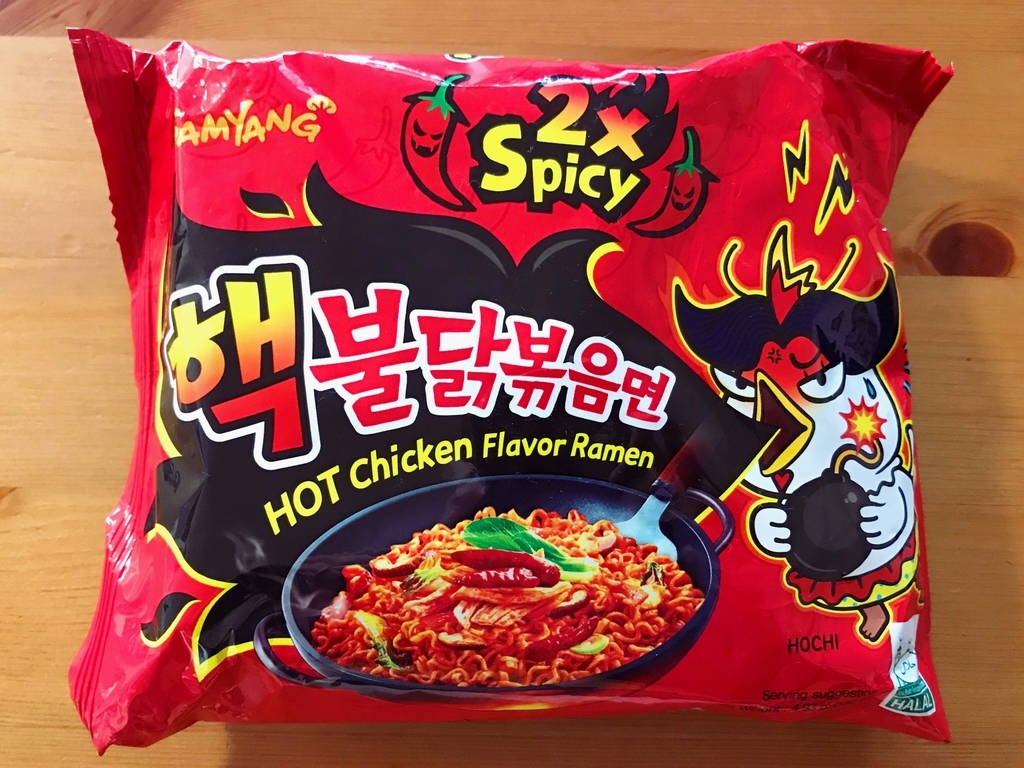 AMYANG
2x
Spicy
핵불닭볶음면
HOT Chicken Flavor Ramen
HOCHI
Serving suggestion
HALAL